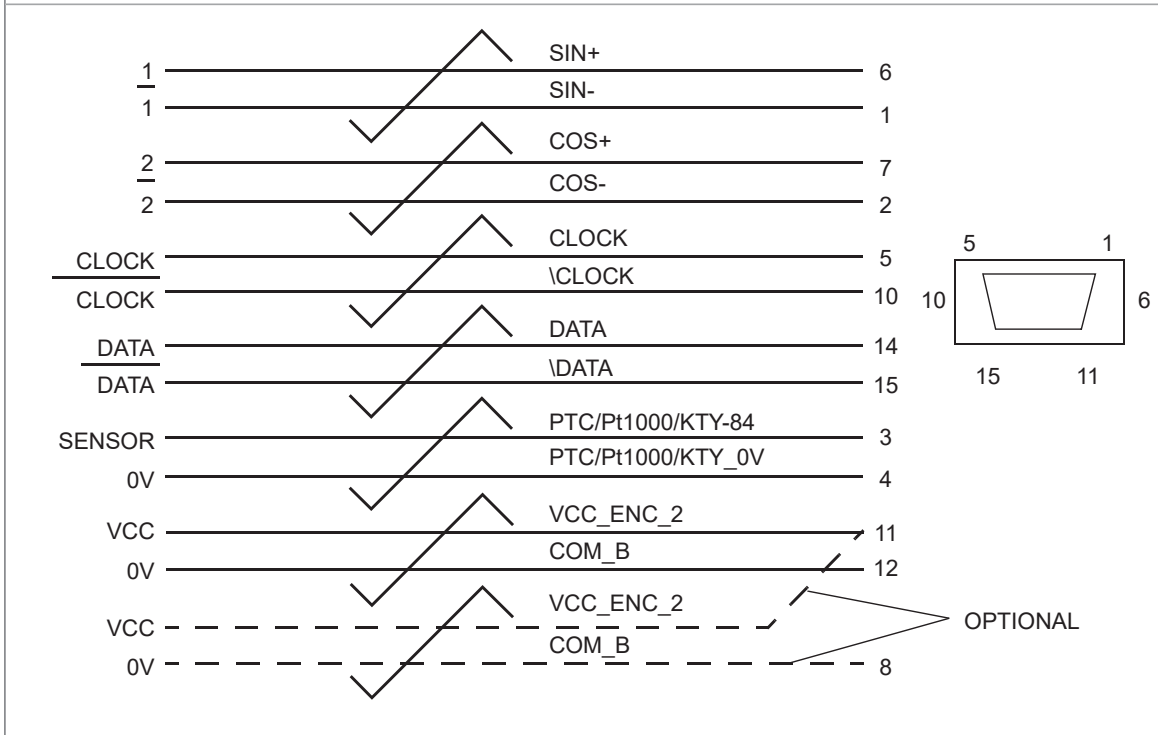 SIN+
1 6
SIN-
1 1
COS+
2 7
COS-
2 2
CLOCK
CLOCK 5
\CLOCK
CLOCK 10
DATA
DATA 14
\DATA
DATA 15
PTC/Pt1000/KTY-84
SENSOR 3
PTC/Pt1000/KTY_0V
0V 4
VCC_ENC_2
VCC 11
COM_B
0V 12
VCC_ENC_2
VCC
COM_B
0V 8
OPTIONAL
5 1
10 6
15 11